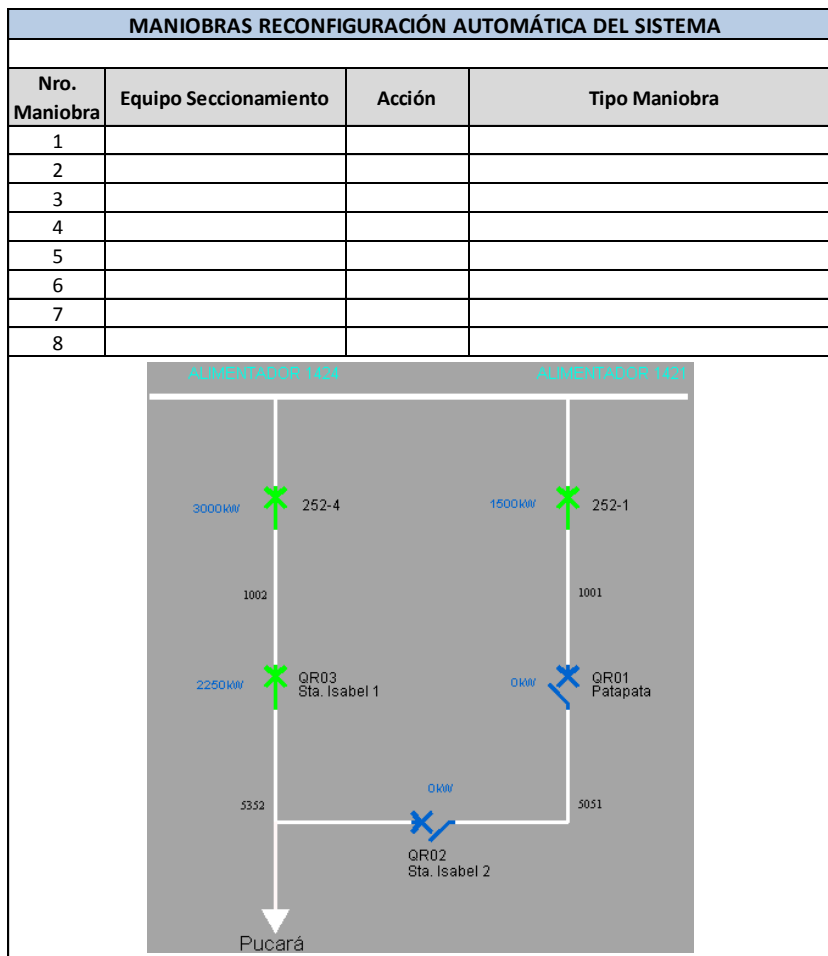 MANIOBRAS RECONFIGURACIÓN AUTOMÁTICA DEL SISTEMA
Nro. Maniobra Equipo Seccionamiento Acción Tipo Maniobra
1
2
3
4
5
6
7
8
ALIMENTADOR 1424 ALIMENTADOR 1421
3000kW 252-4 1500kW 252-1
1002 1001
2250kW QR03 Sta. Isabel 1
0kW QR01 Patapata
5352 0kW 5051
QR02
Sta. Isabel 2
Pucará